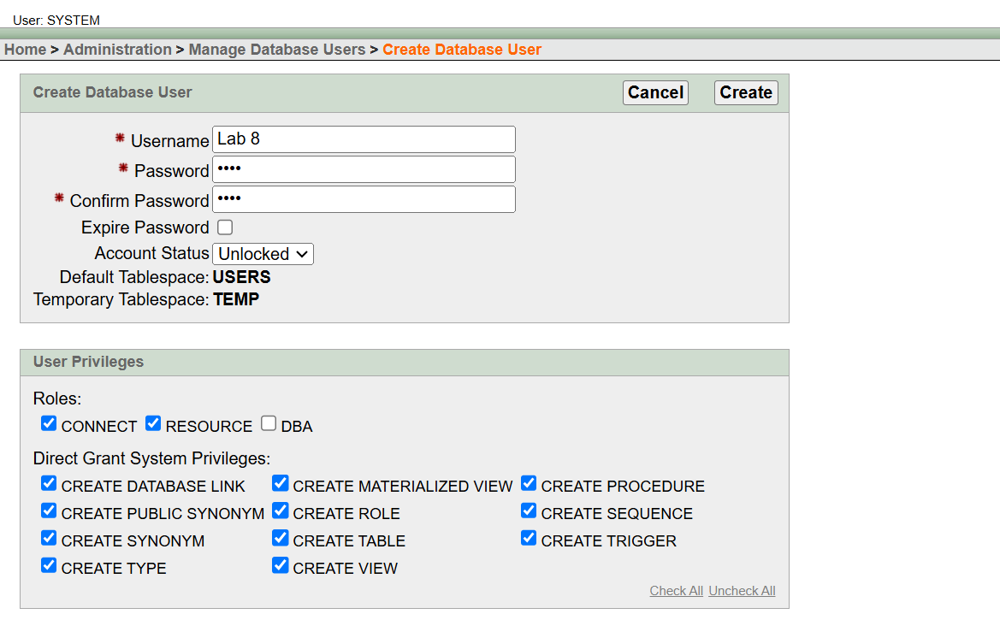 User: SYSTEM
Home > Administration > Manage Database Users > Create Database User
Create Database User Cancel Create
* Username Lab 8
* Password ••••
* Confirm Password ••••
Expire Password
Account Status Unlocked
Default Tablespace: USERS
Temporary Tablespace: TEMP
User Privileges
Roles:
CONNECT RESOURCE DBA
Direct Grant System Privileges:
CREATE DATABASE LINK CREATE MATERIALIZED VIEW CREATE PROCEDURE
CREATE PUBLIC SYNONYM CREATE ROLE CREATE SEQUENCE
CREATE SYNONYM CREATE TABLE CREATE TRIGGER
CREATE TYPE CREATE VIEW
Check All Uncheck All